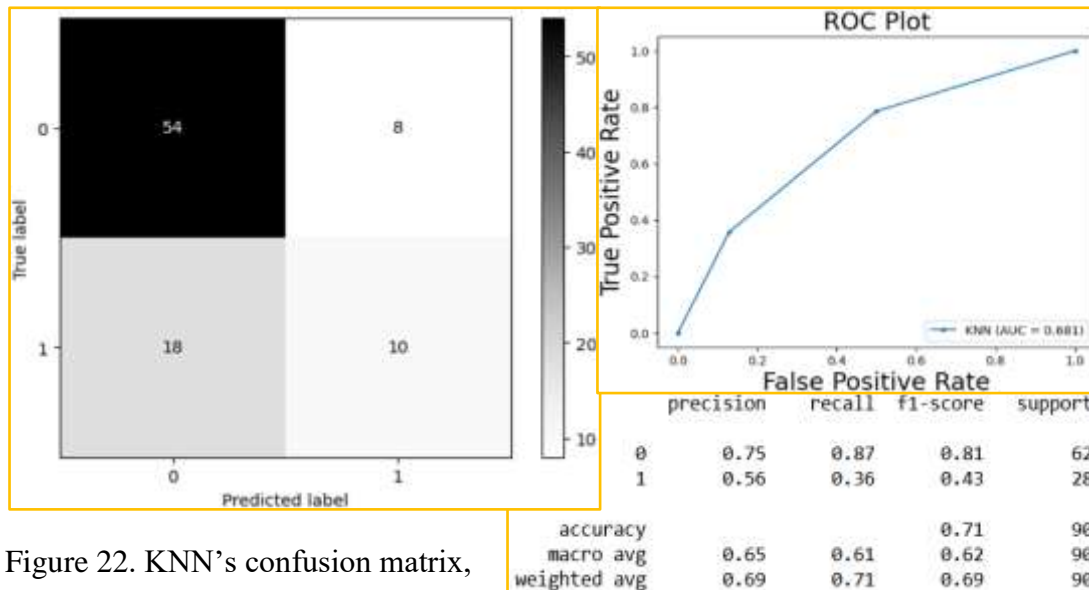 54
8
18
10
0
1
True label
0
1
Predicted label
50
40
30
20
10
ROC Plot
1.0
0.8
0.6
0.4
0.2
0.0
True Positive Rate
KNN (AUC = 0.681)
0.0 0.2 0.4 0.6 0.8 1.0
False Positive Rate
precision recall f1-score support
0 0.75 0.87 0.81 62
1 0.56 0.36 0.43 28
accuracy 0.71 90
macro avg 0.65 0.61 0.62 90
weighted avg 0.69 0.71 0.69 90
Figure 22. KNN’s confusion matrix,